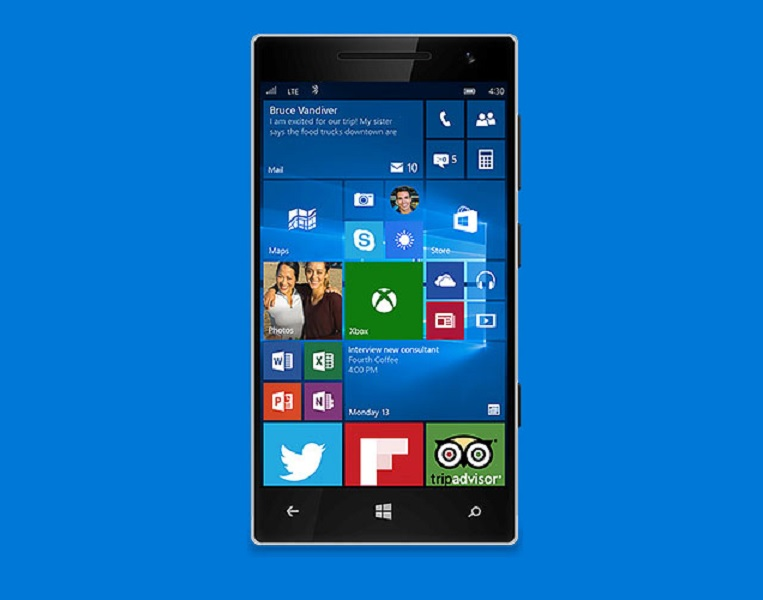 LTE
4:30
Bruce Vandiver
I am excited for our trip! My sister
says the food trucks downtown are
Mail
10
5
Maps
Store
Photos
Xbox
Interview new consultant
Fourth Coffee
4:00 PM
Monday 13
W
X
P
N
S
tripadvisor